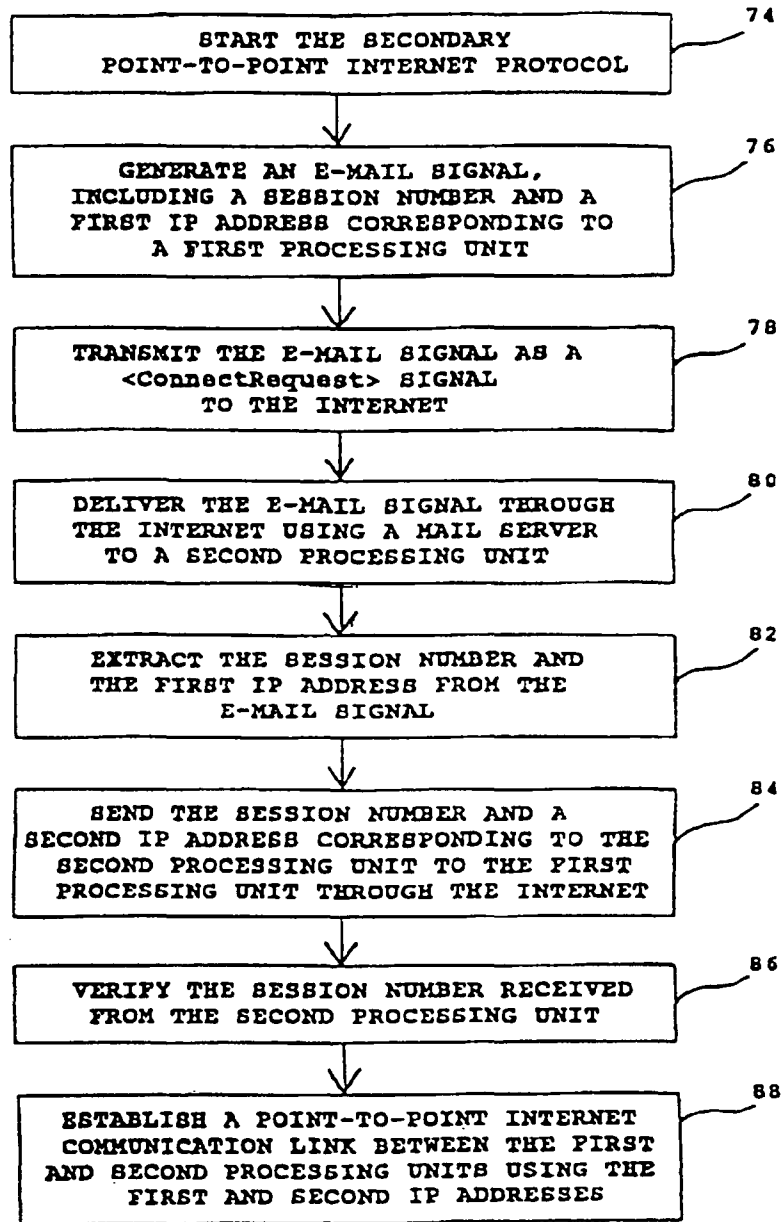 74
START THE SECONDARY
POINT-TO-POINT INTERNET PROTOCOL
76
GENERATE AN E-MAIL SIGNAL,
INCLUDING A SESSION NUMBER AND A
FIRST IP ADDRESS CORRESPONDING TO
A FIRST PROCESSING UNIT
78
TRANSMIT THE E-MAIL SIGNAL AS A
<ConnectRequest> SIGNAL
TO THE INTERNET
80
DELIVER THE E-MAIL SIGNAL THROUGH
THE INTERNET USING A MAIL SERVER
TO A SECOND PROCESSING UNIT
82
EXTRACT THE SESSION NUMBER AND
THE FIRST IP ADDRESS FROM THE
E-MAIL SIGNAL
84
SEND THE SESSION NUMBER AND A
SECOND IP ADDRESS CORRESPONDING TO THE
SECOND PROCESSING UNIT TO THE FIRST
PROCESSING UNIT THROUGH THE INTERNET
86
VERIFY THE SESSION NUMBER RECEIVED
FROM THE SECOND PROCESSING UNIT
88
ESTABLISH A POINT-TO-POINT INTERNET
COMMUNICATION LINK BETWEEN THE FIRST
AND SECOND PROCESSING UNITS USING THE
FIRST AND SECOND IP ADDRESSES